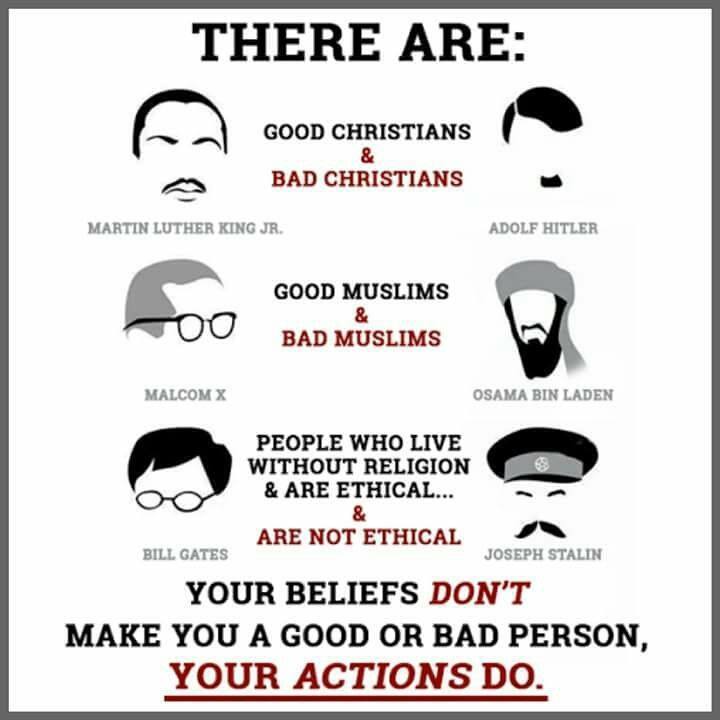 THERE ARE:
GOOD CHRISTIANS
&
BAD CHRISTIANS
MARTIN LUTHER KING JR.
ADOLF HITLER
GOOD MUSLIMS
&
BAD MUSLIMS
MALCOM X
OSAMA BIN LADEN
PEOPLE WHO LIVE
WITHOUT RELIGION
& ARE ETHICAL...
&
ARE NOT ETHICAL
BILL GATES
JOSEPH STALIN
YOUR BELIEFS DON'T
MAKE YOU A GOOD OR BAD PERSON,
YOUR ACTIONS DO.